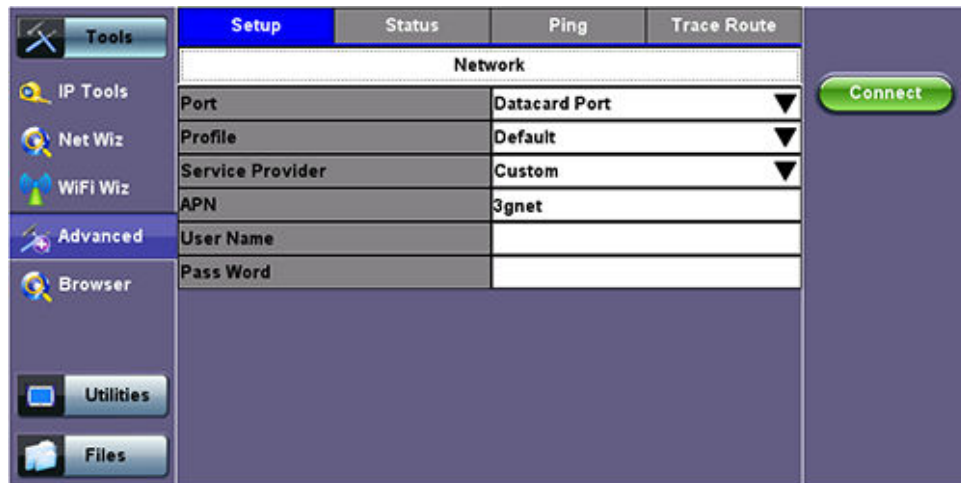 Tools
Setup Status Ping Trace Route
Network
IP Tools
Net Wiz
WiFi Wiz
Advanced
Browser
Utilities
Files
Port Datacard Port
Profile Default
Service Provider Custom
APN 3gnet
User Name
Pass Word
Connect